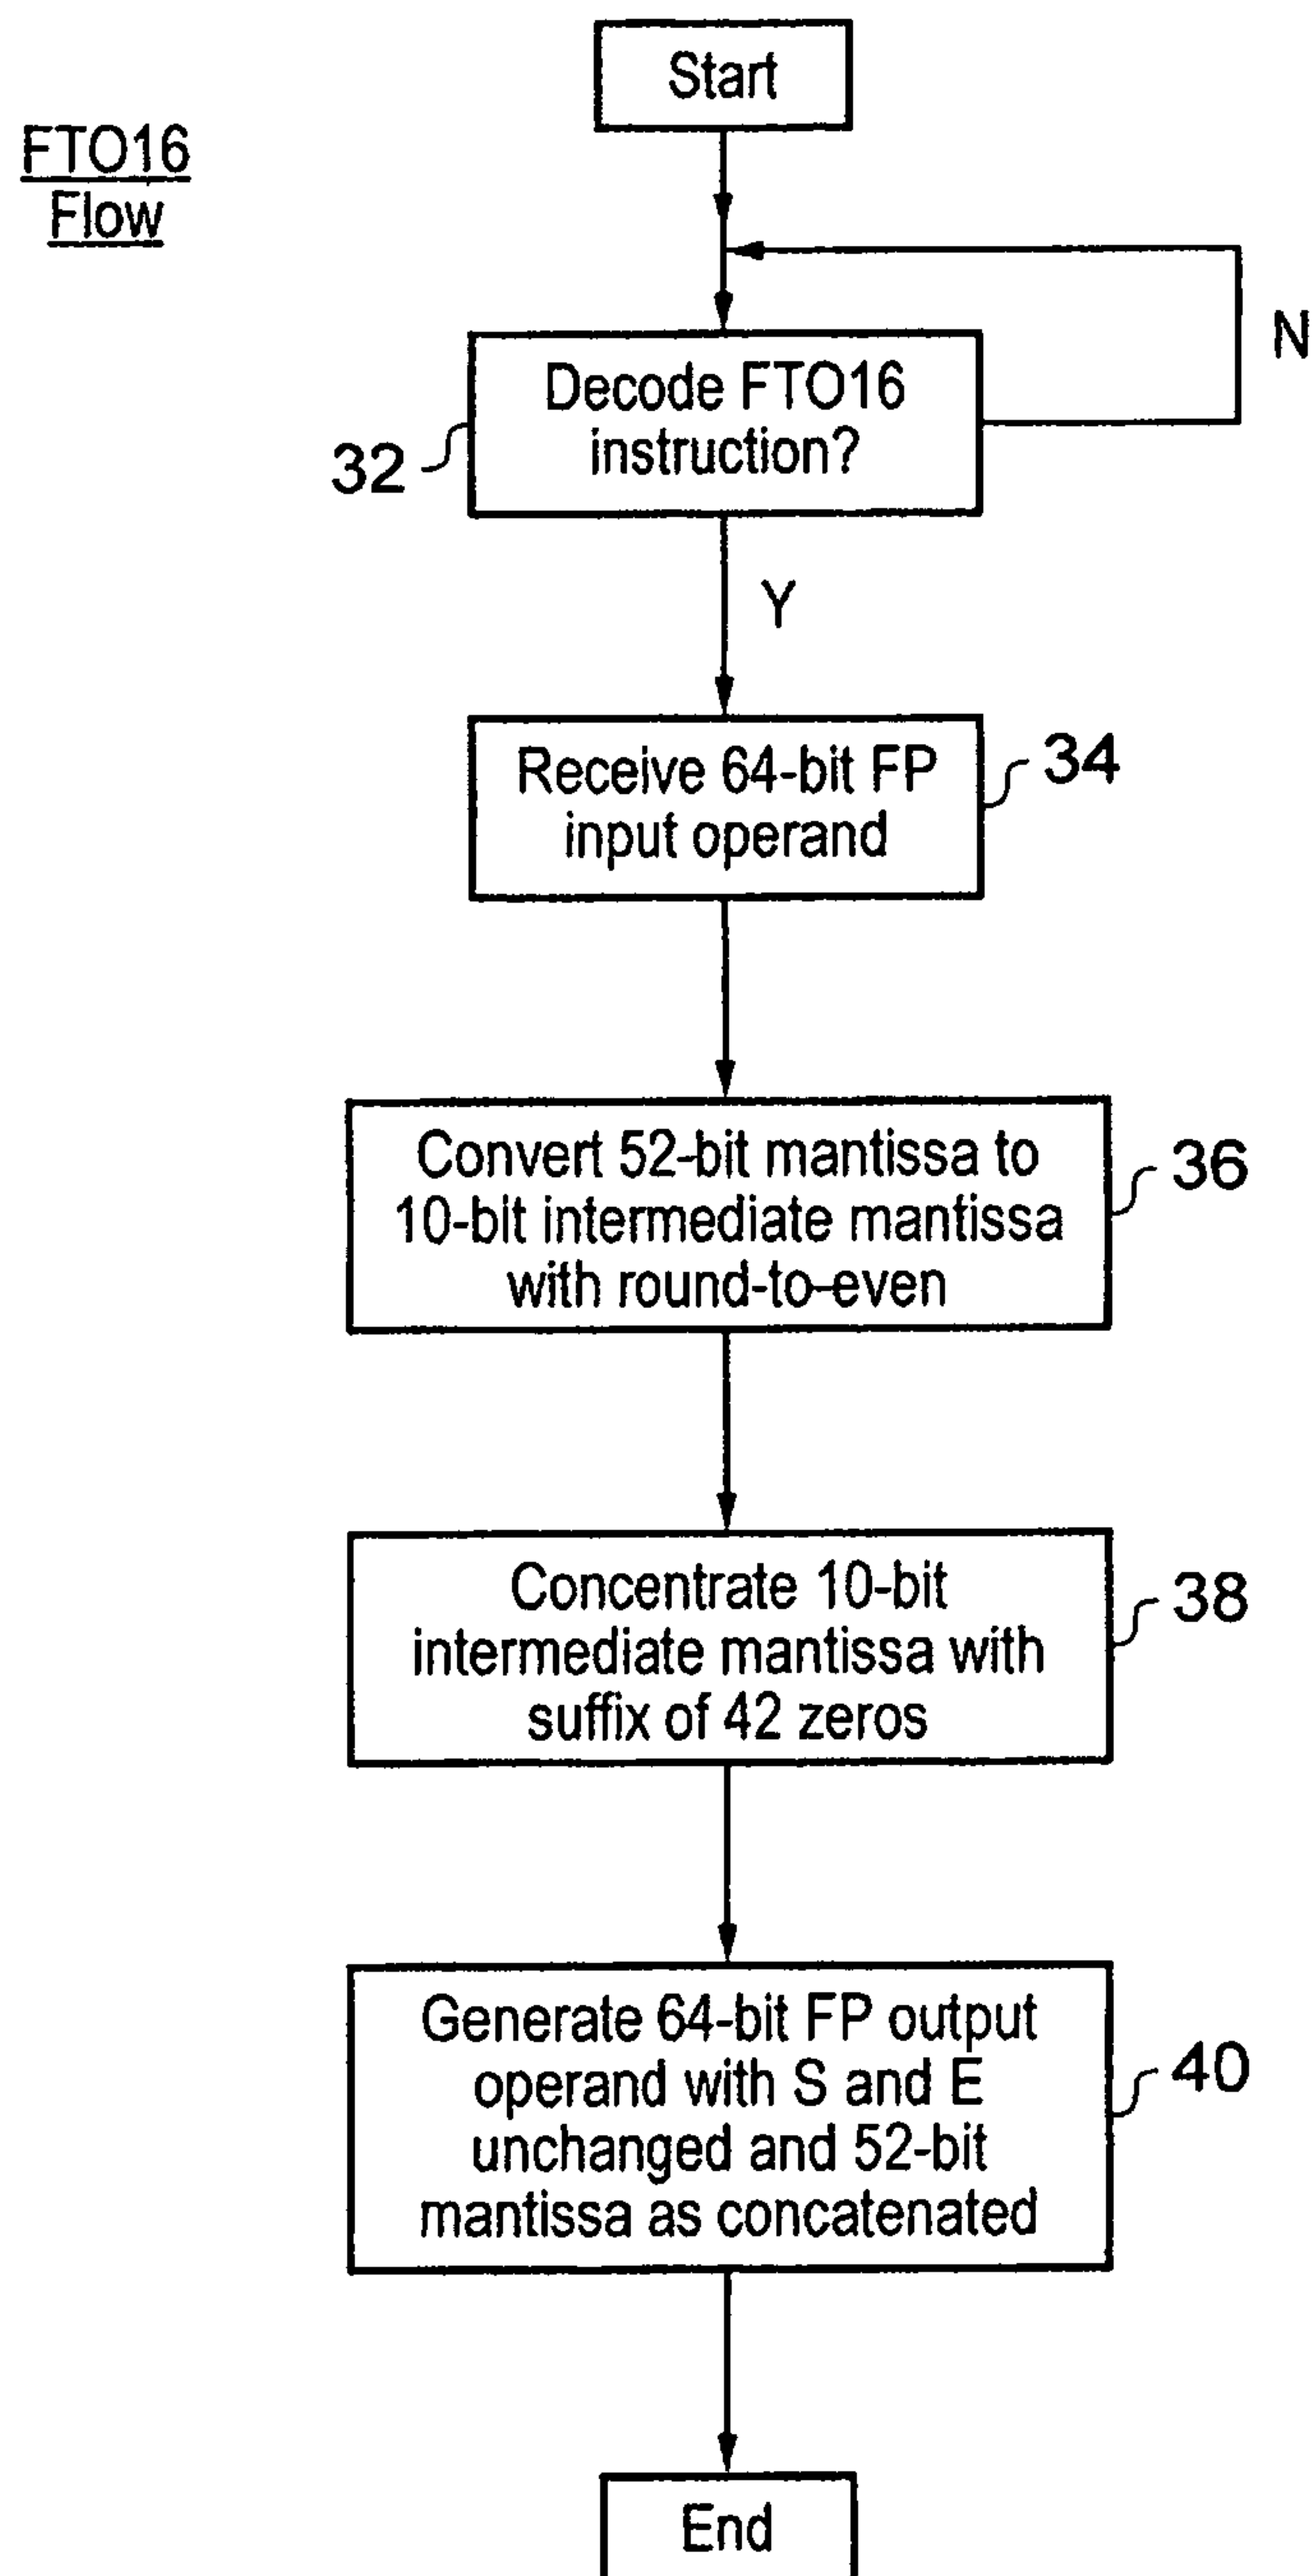 Start
FTO16
Flow
N
Decode FTO16
instruction?
32
Y
Receive 64-bit FP
input operand
34
Convert 52-bit mantissa to
10-bit intermediate mantissa
with round-to-even
36
Concentrate 10-bit
intermediate mantissa with
suffix of 42 zeros
38
Generate 64-bit FP output
operand with S and E
unchanged and 52-bit
mantissa as concatenated
40
End